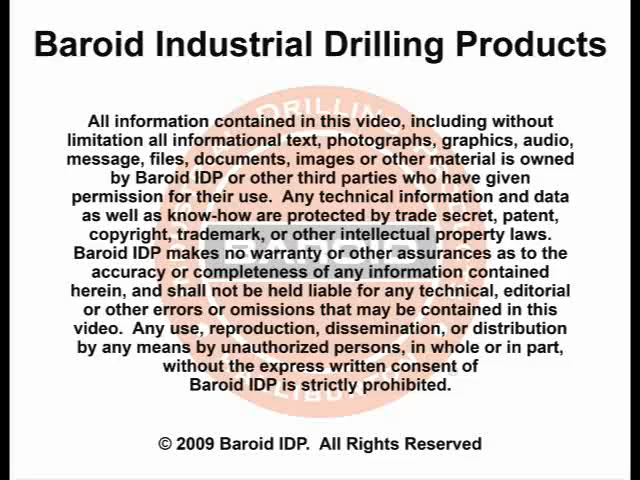 Baroid Industrial Drilling Products
All information contained in this video, including without
limitation all informational text, photographs, graphics, audio,
message, files, documents, images or other material is owned
by Baroid IDP or other third parties who have given
permission for their use.  Any technical information and data
as well as know-how are protected by trade secret, patent,
copyright, trademark, or other intellectual property laws.
Baroid IDP makes no warranty or other assurances as to the
accuracy or completeness of any information contained
herein, and shall not be held liable for any technical, editorial
or other errors or omissions that may be contained in this
video.  Any use, reproduction, dissemination, or distribution
by any means by unauthorized persons, in whole or in part,
without the express written consent of
Baroid IDP is strictly prohibited.
© 2009 Baroid IDP.  All Rights Reserved
BAROID